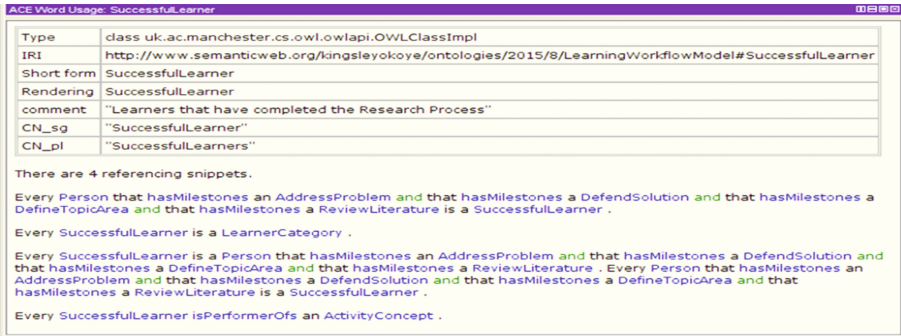 ACE Word Usage: SuccessfulLearner
Type class uk.ac.manchester.cs.owl.owlapi.OWLClassImpl
IRI http://www.semanticweb.org/kingsleyokoye/ontologies/2015/8/LearningWorkflowModel#SuccessfulLearner
Short form SuccessfulLearner
Rendering SuccessfulLearner
comment "Learners that have completed the Research Process"
CN_sg "SuccessfulLearner"
CN_pl "SuccessfulLearners"
There are 4 referencing snippets.
Every Person that hasMilestones an AddressProblem and that hasMilestones a DefendSolution and that hasMilestones a
DefineTopicArea and that hasMilestones a ReviewLiterature is a SuccessfulLearner .
Every SuccessfulLearner is a LearnerCategory .
Every SuccessfulLearner is a Person that hasMilestones an AddressProblem and that hasMilestones a DefendSolution and
that hasMilestones a DefineTopicArea and that hasMilestones a ReviewLiterature . Every Person that hasMilestones an
AddressProblem and that hasMilestones a DefendSolution and that hasMilestones a DefineTopicArea and that
hasMilestones a ReviewLiterature is a SuccessfulLearner .
Every SuccessfulLearner isPerformerOfs an ActivityConcept .